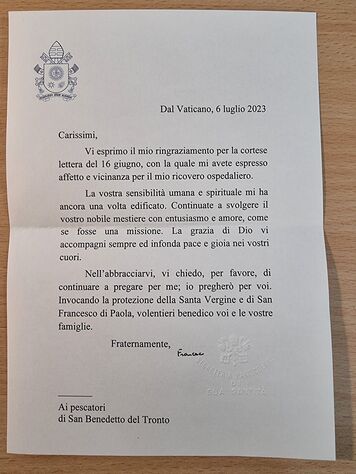 Dal Vaticano, 6 luglio 2023
Carissimi,
Vi esprimo il mio ringraziamento per la cortese
lettera del 16 giugno, con la quale mi avete espresso
affetto e vicinanza per il mio ricovero ospedaliero.
La vostra sensibilità umana e spirituale mi ha
ancora una volta edificato. Continuate a svolgere il
vostro nobile mestiere con entusiasmo e amore, come
se fosse una missione. La grazia di Dio vi
accompagni sempre ed infonda pace e gioia nei vostri
cuori.
Nell'abbracciarvi, vi chiedo, per favore, di
continuare a pregare per me; io pregherò per voi.
Invocando la protezione della Santa Vergine e di San
Francesco di Paola, volentieri benedico voi e le vostre
famiglie.
Fraternamente,
DI
SUA SANTITÀ
Ai pescatori
di San Benedetto del Tronto